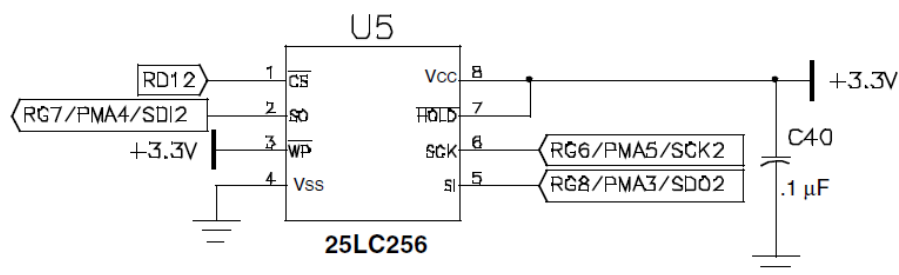 U5
RD12
1
CS
Vcc
8
+3.3V
RG7/PMA4/SDI2
2
SO
HOLD
7
+3.3V
3
WP
SCK
6
RG6/PMA5/SCK2
C40
4
Vss
SI
5
RG8/PMA3/SDO2
.1 µF
25LC256